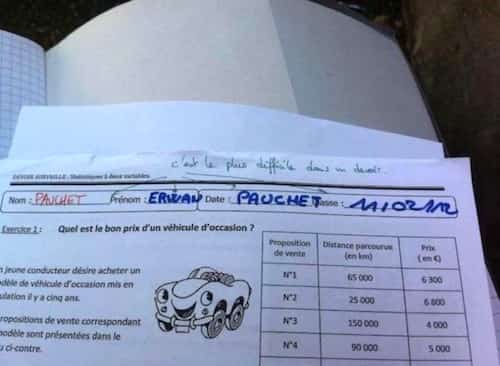 c'est le plus difficile dans un devoir.
DEVOIR SURVEILLE : Statistiques à deux variables
Nom : PAUCHET Prénom : ERWAN Date : PAUCHET Classe : 11/02/12
Exercice 1 : Quel est le bon prix d'un véhicule d'occasion ?
n jeune conducteur désire acheter un
odèle de véhicule d'occasion mis en
ulation il y a cinq ans.
ropositions de vente correspondant
modèle sont présentées dans le
u ci-contre.
Proposition de vente Distance parcourue (en km) Prix (en €)
N°1 65 000 6 300
N°2 25 000 6 800
N°3 150 000 4 000
N°4 90 000 5 000